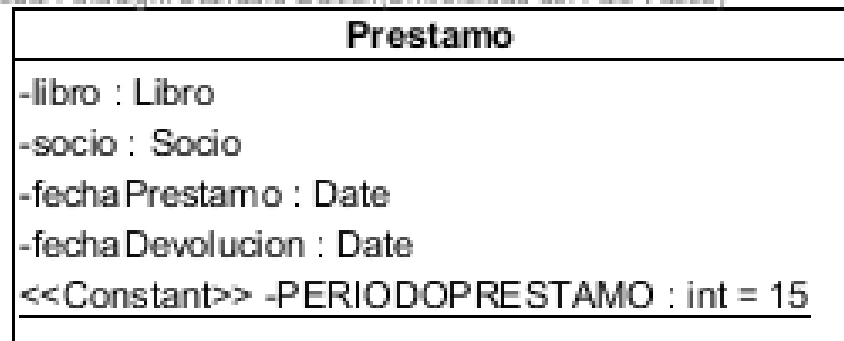 Prestamo
-libro : Libro
-socio : Socio
-fechaPrestamo : Date
-fechaDevolucion : Date
<<Constant>> -PERIODOPRESTAMO : int = 15